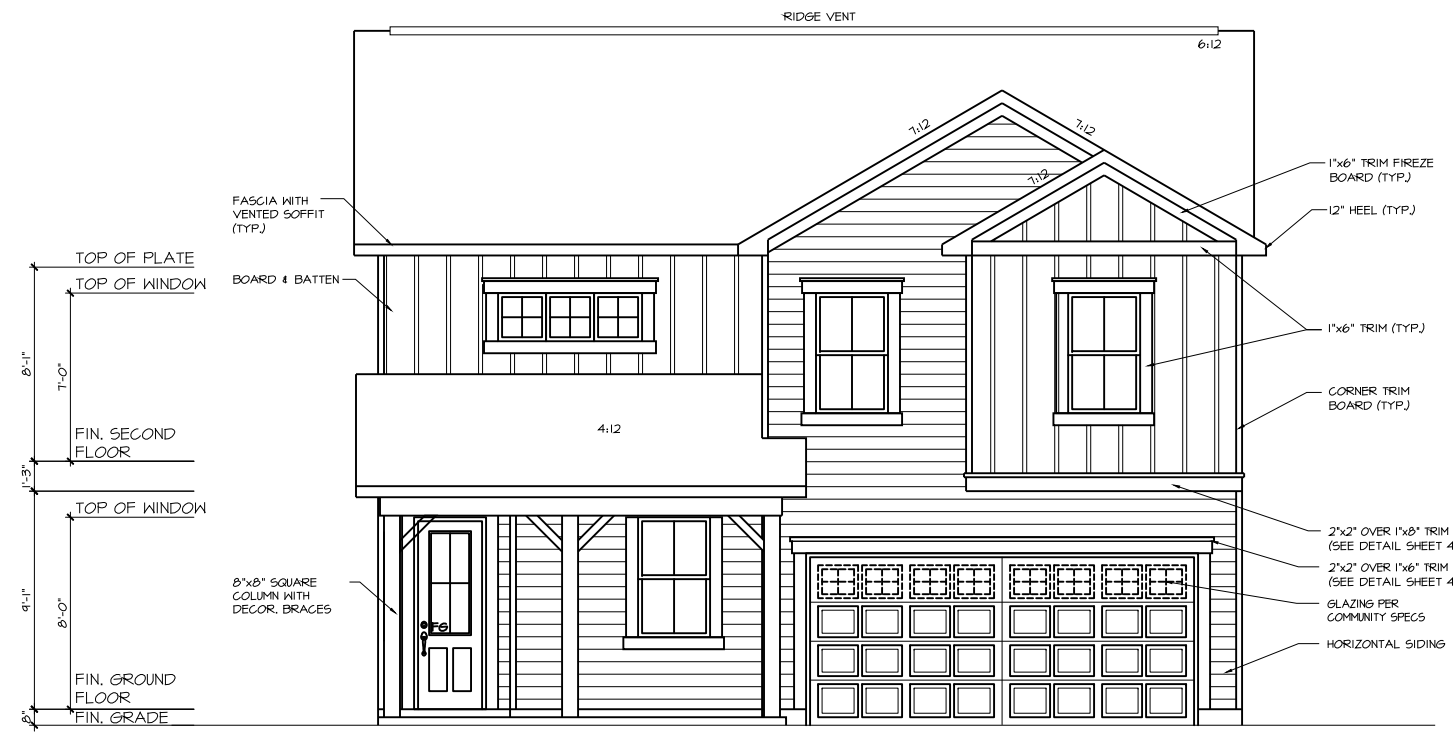 RIDGE VENT
6:12
7:12
7:12
7:12
1"x6" TRIM FIREZE
BOARD (TYP.)
12" HEEL (TYP.)
FASCIA WITH
VENTED SOFFIT
(TYP.)
TOP OF PLATE
TOP OF WINDOW
BOARD & BATTEN
1"x6" TRIM (TYP.)
8'-1"
7'-0"
CORNER TRIM
BOARD (TYP.)
4:12
FIN. SECOND
FLOOR
1'-3"
TOP OF WINDOW
2"x2" OVER 1"x8" TRIM
(SEE DETAIL SHEET 4
2"x2" OVER 1"x6" TRIM
(SEE DETAIL SHEET 4
8"x8" SQUARE
COLUMN WITH
DECOR. BRACES
9'-1"
8'-0"
FG
GLAZING PER
COMMUNITY SPECS
HORIZONTAL SIDING
FIN. GROUND
FLOOR
FIN. GRADE
8"